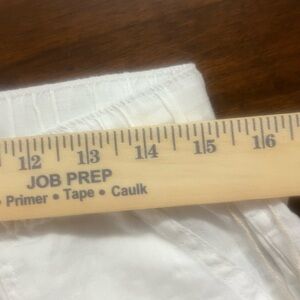 12 13 14 15 16
JOB PREP
• Primer • Tape • Caulk